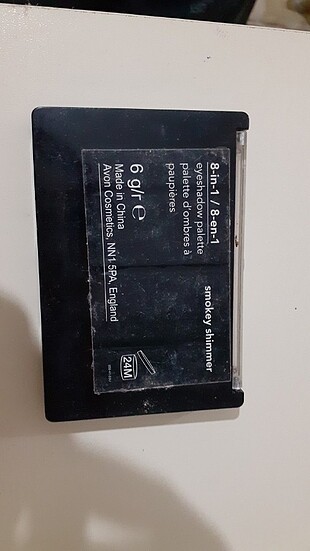 8-in-1 / 8-en-1
eyeshadow palette
palette d'ombres à
paupières
smokey shimmer
6 g/r e
Made in China
Avon Cosmetics, NN1 5PA, England
24M